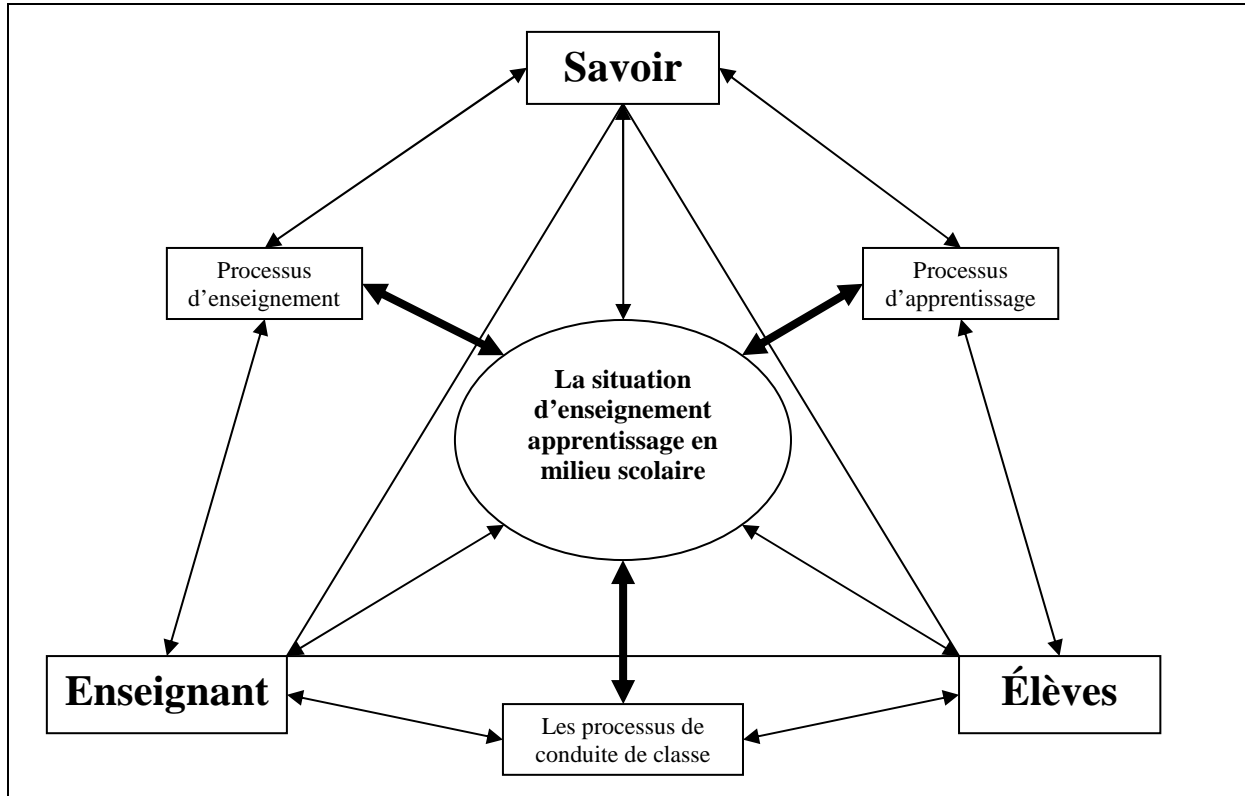 Savoir
Processus
d’enseignement
Processus
d’apprentissage
La situation
d’enseignement
apprentissage en
milieu scolaire
Enseignant
Élèves
Les processus de
conduite de classe